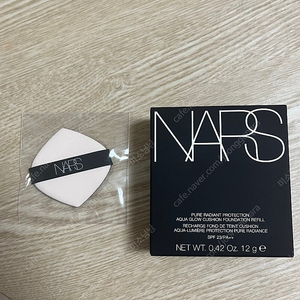 NARS
NARS
PURE RADIANT PROTECTION
AQUA GLOW CUSHION FOUNDATION REFILL
RECHARGE FOND DE TEINT CUSHION
AQUA-LUMIÈRE PROTECTION PURE RADIANCE
SPF 23/PA++
NET WT. 0.42 Oz. 12 g e